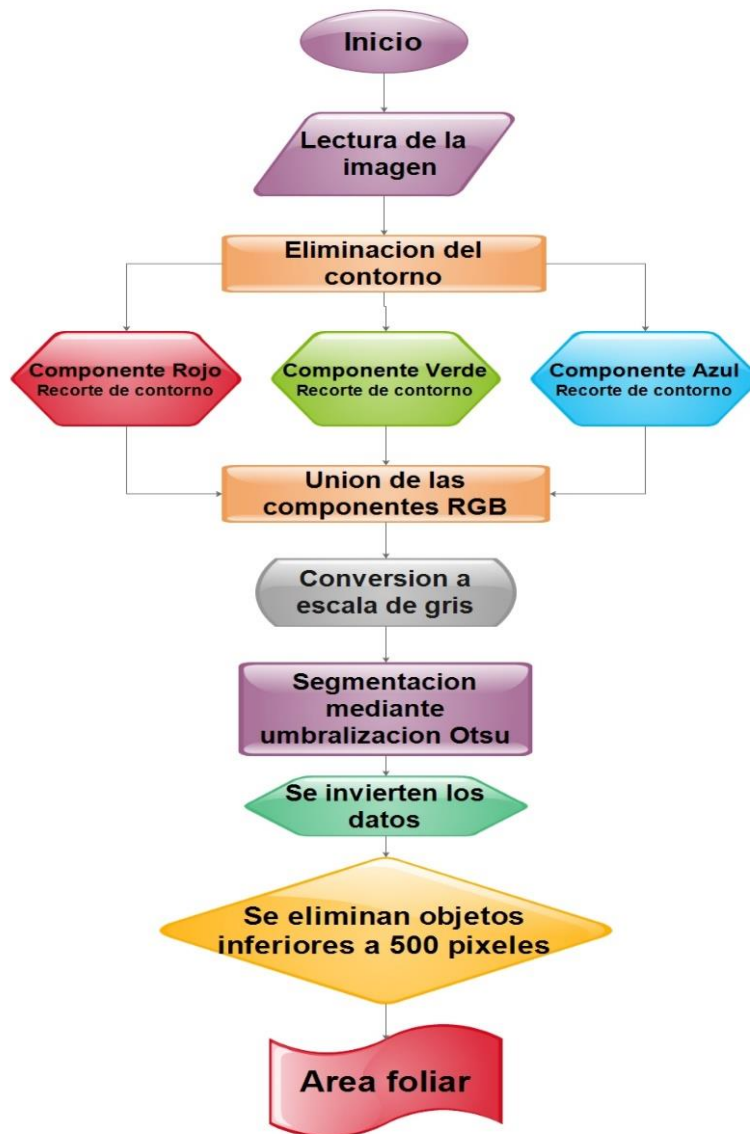 Inicio
Lectura de la
imagen
Eliminacion del
contorno
Componente Rojo
Recorte de contorno
Componente Verde
Recorte de contorno
Componente Azul
Recorte de contorno
Union de las
componentes RGB
Conversion a
escala de gris
Segmentacion
mediante
umbralizacion Otsu
Se invierten los
datos
Se eliminan objetos
inferiores a 500 pixeles
Area foliar